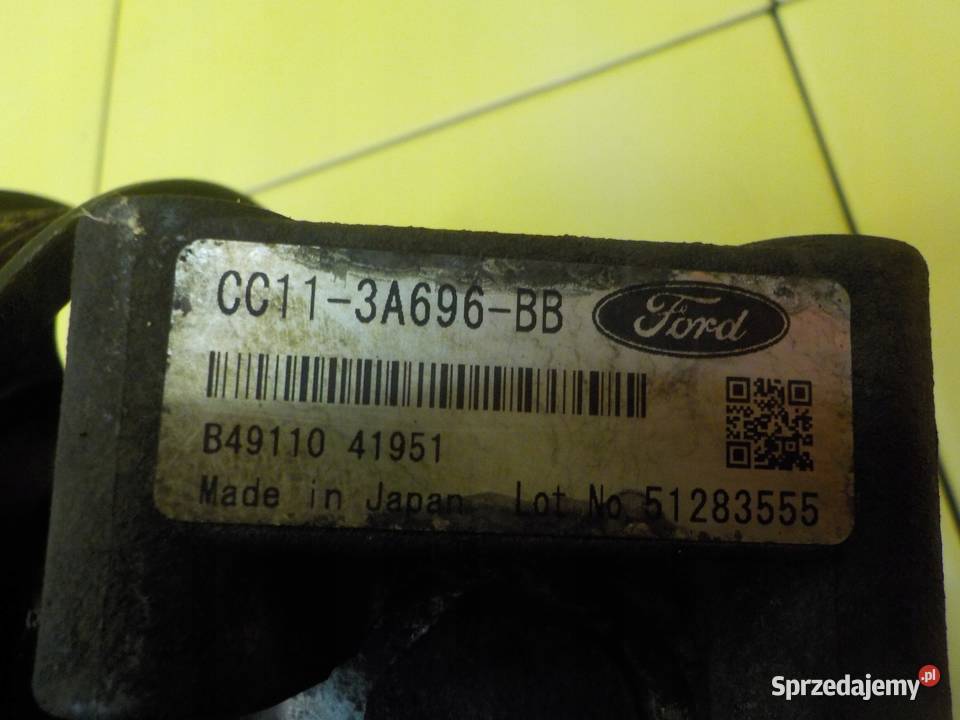 CC11-3A696-BB Ford
B49110 41951
Made in Japan Lot No 51283555
Sprzedajemy.pl